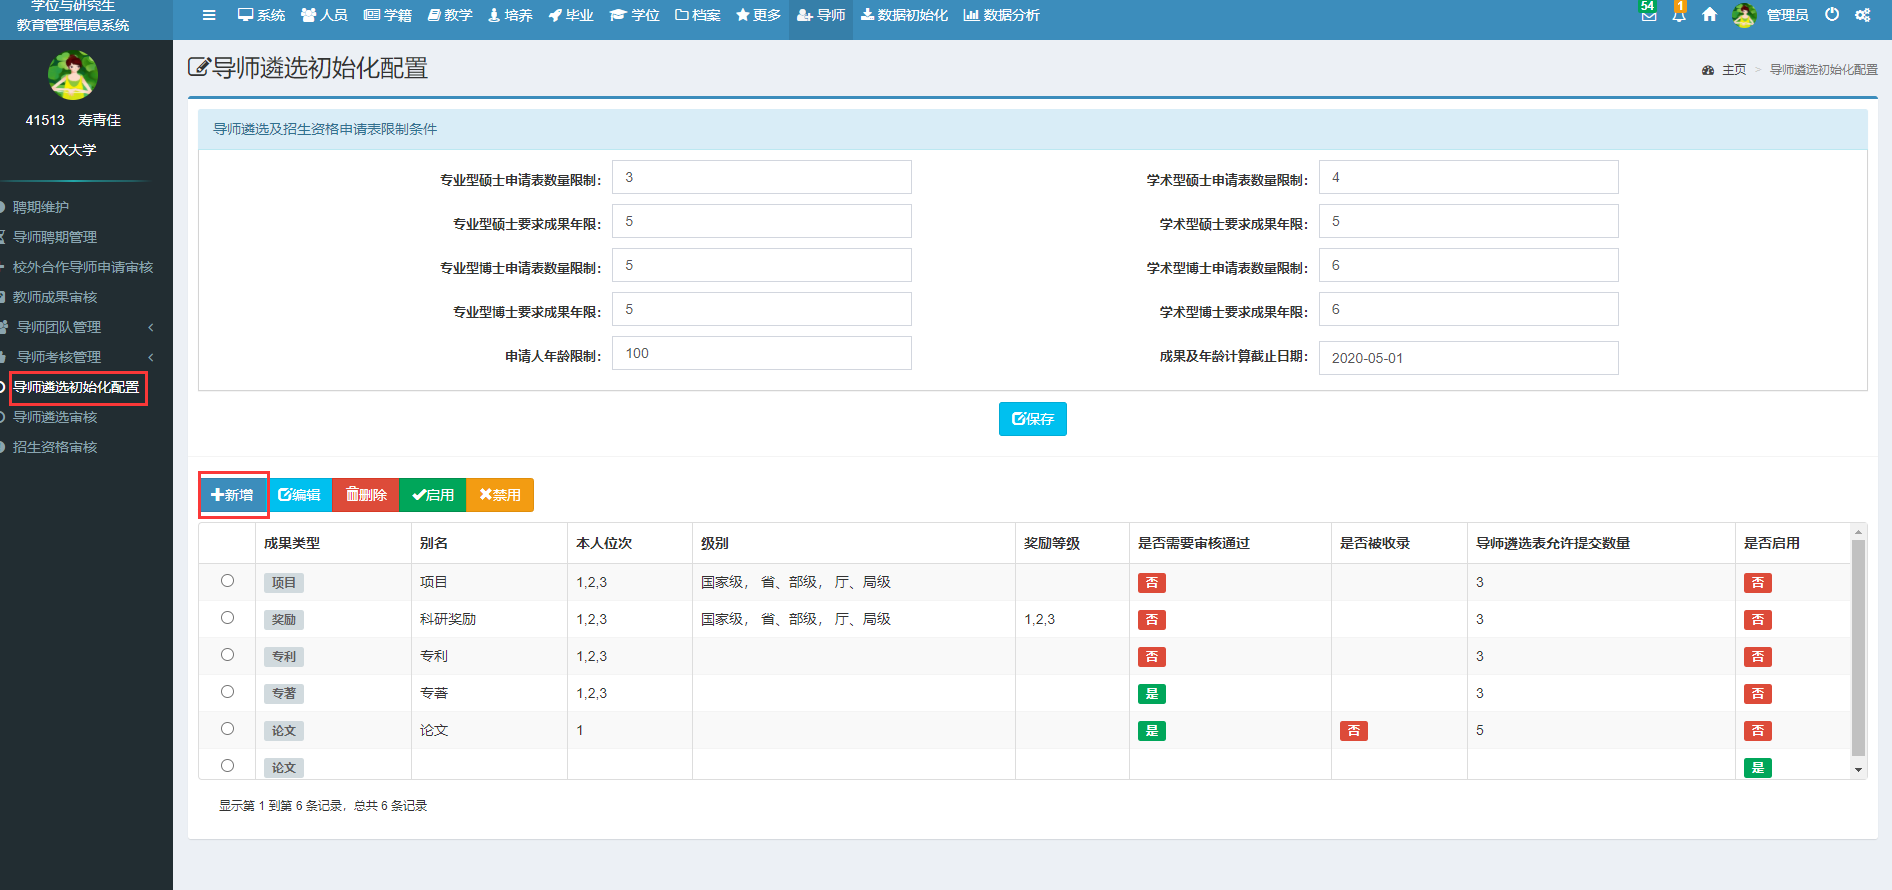 学位与研究生
教育管理信息系统
系统 人员 学籍 教学 培养 毕业 学位 档案 更多 导师 数据初始化 数据分析
54 1 管理员
41513 寿青佳
XX大学
聘期维护
导师聘期管理
校外合作导师申请审核
教师成果审核
导师团队管理
导师考核管理
导师遴选初始化配置
导师遴选审核
招生资格审核
导师遴选初始化配置
主页 > 导师遴选初始化配置
导师遴选及招生资格申请表限制条件
专业型硕士申请表数量限制: 3 学术型硕士申请表数量限制: 4
专业型硕士要求成果年限: 5 学术型硕士要求成果年限: 5
专业型博士申请表数量限制: 5 学术型博士申请表数量限制: 6
专业型博士要求成果年限: 5 学术型博士要求成果年限: 6
申请人年龄限制: 100 成果及年龄计算截止日期: 2020-05-01
保存
新增 编辑 删除 启用 禁用
成果类型 别名 本人位次 级别 奖励等级 是否需要审核通过 是否被收录 导师遴选表允许提交数量 是否启用
项目 项目 1,2,3 国家级, 省、部级, 厅、局级 否 3 否
奖励 科研奖励 1,2,3 国家级, 省、部级, 厅、局级 1,2,3 否 3 否
专利 专利 1,2,3 否 3 否
专著 专著 1,2,3 是 3 否
论文 论文 1 是 否 5 否
论文 是
显示第 1 到第 6 条记录，总共 6 条记录